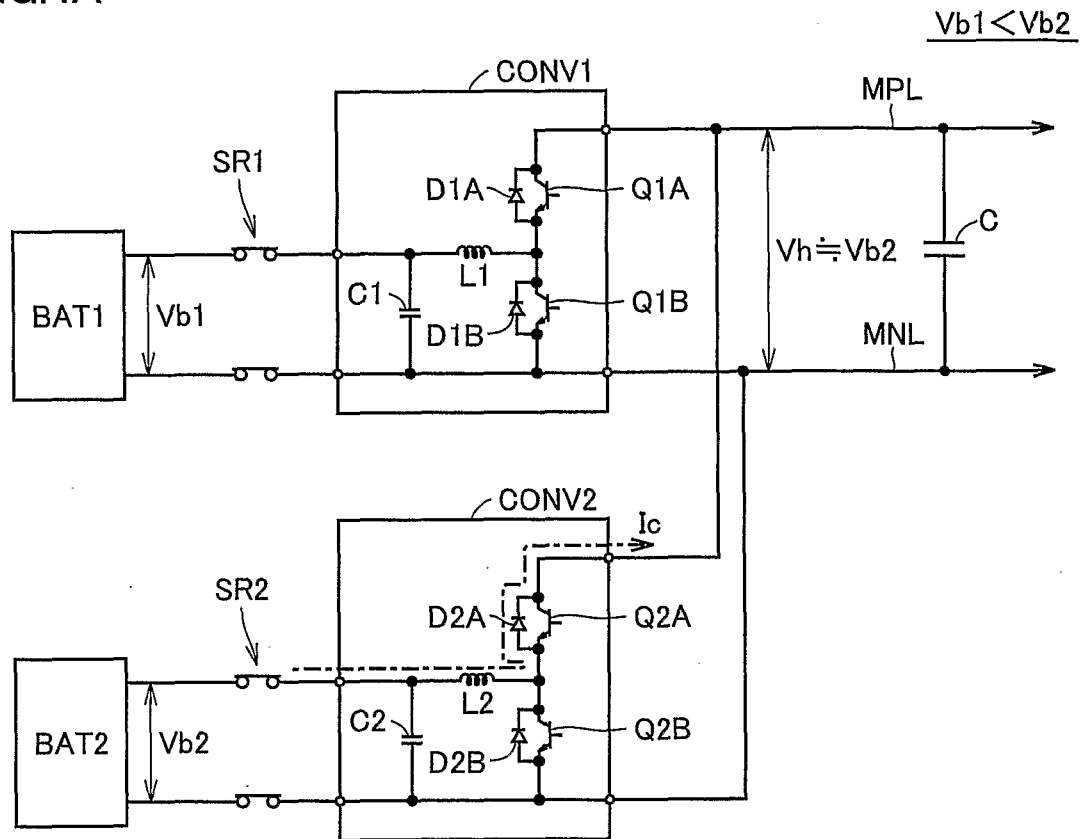 Vb1<Vb2
CONV1
MPL
SR1
D1A
Q1A
BAT1
Vb1
C1
L1
D1B
Q1B
Vh≒Vb2
C
MNL
CONV2
Ic
SR2
D2A
Q2A
BAT2
Vb2
C2
L2
D2B
Q2B